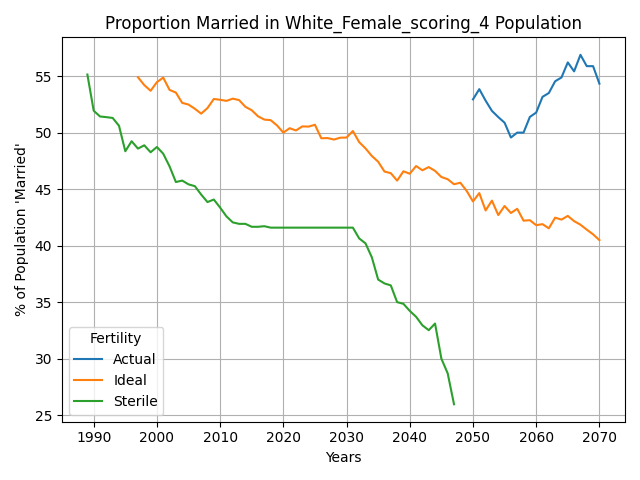 Proportion Married in White_Female_scoring_4 Population
% of Population 'Married'
55
50
45
40
35
30
25
Fertility
Actual
Ideal
Sterile
1990 2000 2010 2020 2030 2040 2050 2060 2070
Years